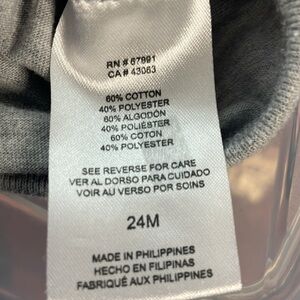 RN # 67891
CA # 43063
60% COTTON
40% POLYESTER
60% ALGODÓN
40% POLIÉSTER
60% COTON
40% POLYESTER
SEE REVERSE FOR CARE
VER AL DORSO PARA CUIDADO
VOIR AU VERSO POUR SOINS
24M
MADE IN PHILIPPINES
HECHO EN FILIPINAS
FABRIQUÉ AUX PHILIPPINES